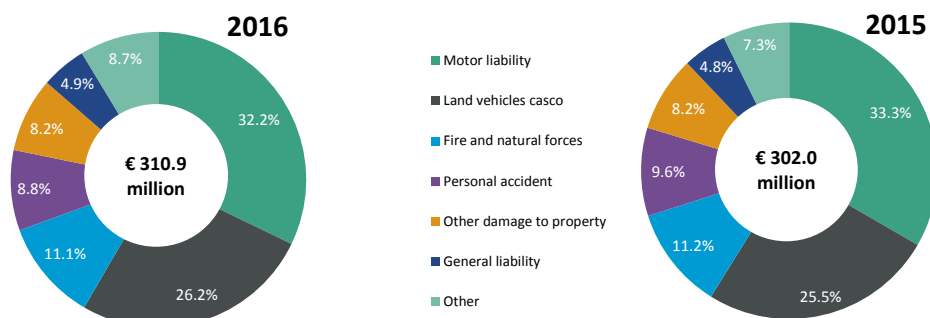 2016
8.7%
4.9%
8.2%
8.8%
11.1%
26.2%
32.2%
€ 310.9
million
Motor liability
Land vehicles casco
Fire and natural forces
Personal accident
Other damage to property
General liability
Other
2015
7.3%
4.8%
8.2%
9.6%
11.2%
25.5%
33.3%
€ 302.0
million